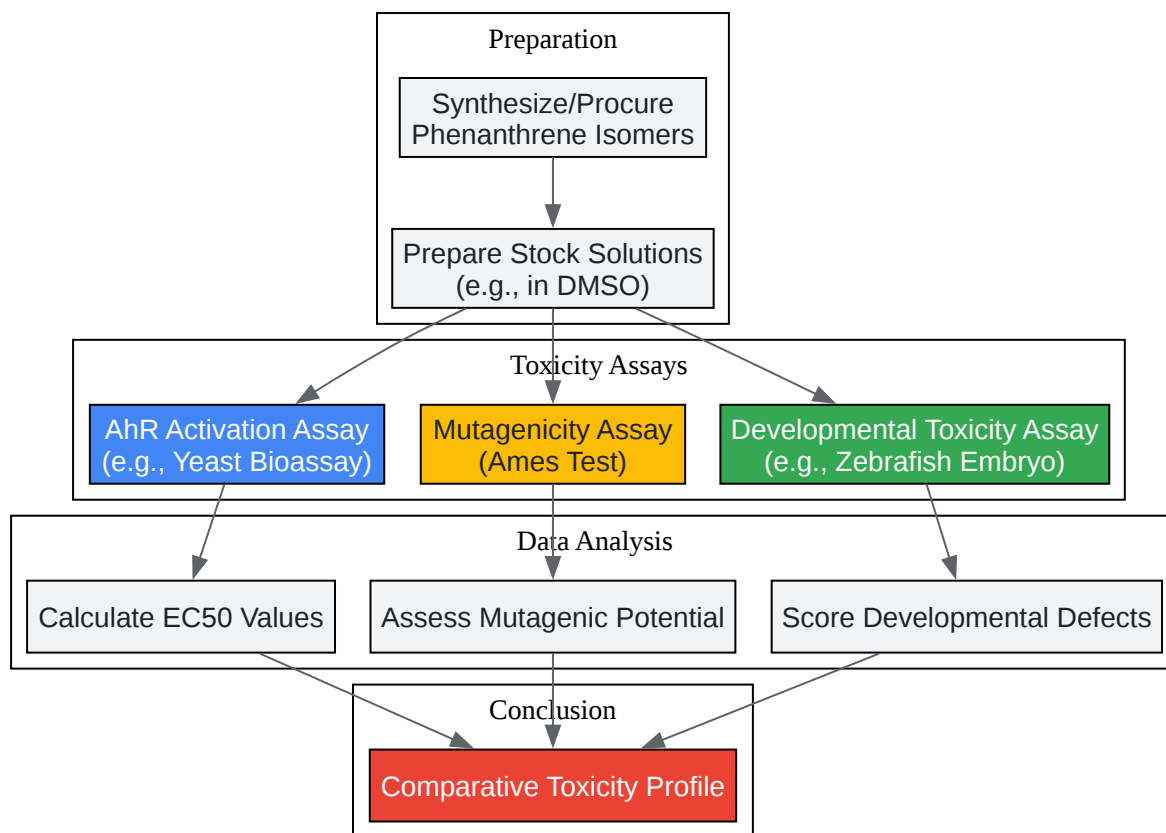 Preparation
Synthesize/Procure
Phenanthrene Isomers
Prepare Stock Solutions
(e.g., in DMSO)
Toxicity Assays
AhR Activation Assay
(e.g., Yeast Bioassay)
Mutagenicity Assay
(Ames Test)
Developmental Toxicity Assay
(e.g., Zebrafish Embryo)
Data Analysis
Calculate EC50 Values
Assess Mutagenic Potential
Score Developmental Defects
Conclusion
Comparative Toxicity Profile